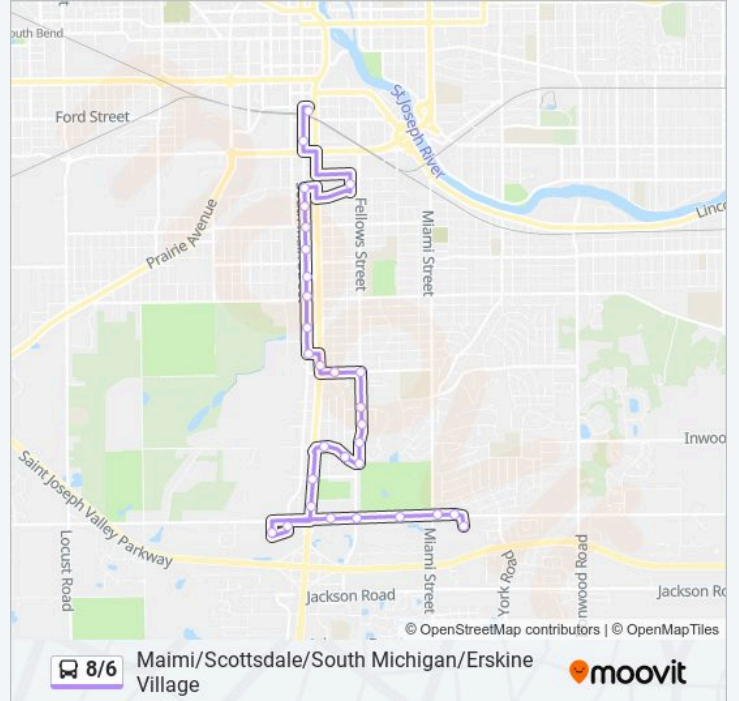 outh Bend
Ford Street
St Joseph River
Prairie Avenue
Fellows Street
Miami Street
Linco
Inwoo
Saint Joseph Valley Parkway
Locust Road
Miami Street
York Road
nwood Road
Jackson Road
Jackson Ro
© OpenStreetMap contributors | © OpenMapTiles
8/6
Maimi/Scottsdale/South Michigan/Erskine
Village
moovit